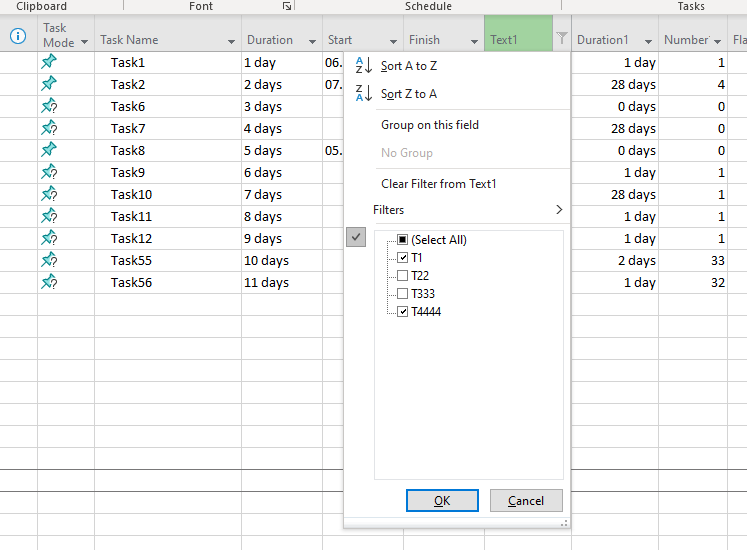 Clipboard Font Schedule Tasks
Task Mode Task Name Duration Start Finish Text1 Duration1 Number Fla
Task1 1 day 06. 1 day 1
Task2 2 days 07. 28 days 4
Task6 3 days 0 days 0
Task7 4 days 28 days 0
Task8 5 days 05. 0 days 0
Task9 6 days 1 day 1
Task10 7 days 28 days 1
Task11 8 days 1 day 1
Task12 9 days 1 day 1
Task55 10 days 2 days 33
Task56 11 days 1 day 32
Sort A to Z
Sort Z to A
Group on this field
No Group
Clear Filter from Text1
Filters
(Select All)
T1
T22
T333
T4444
OK Cancel